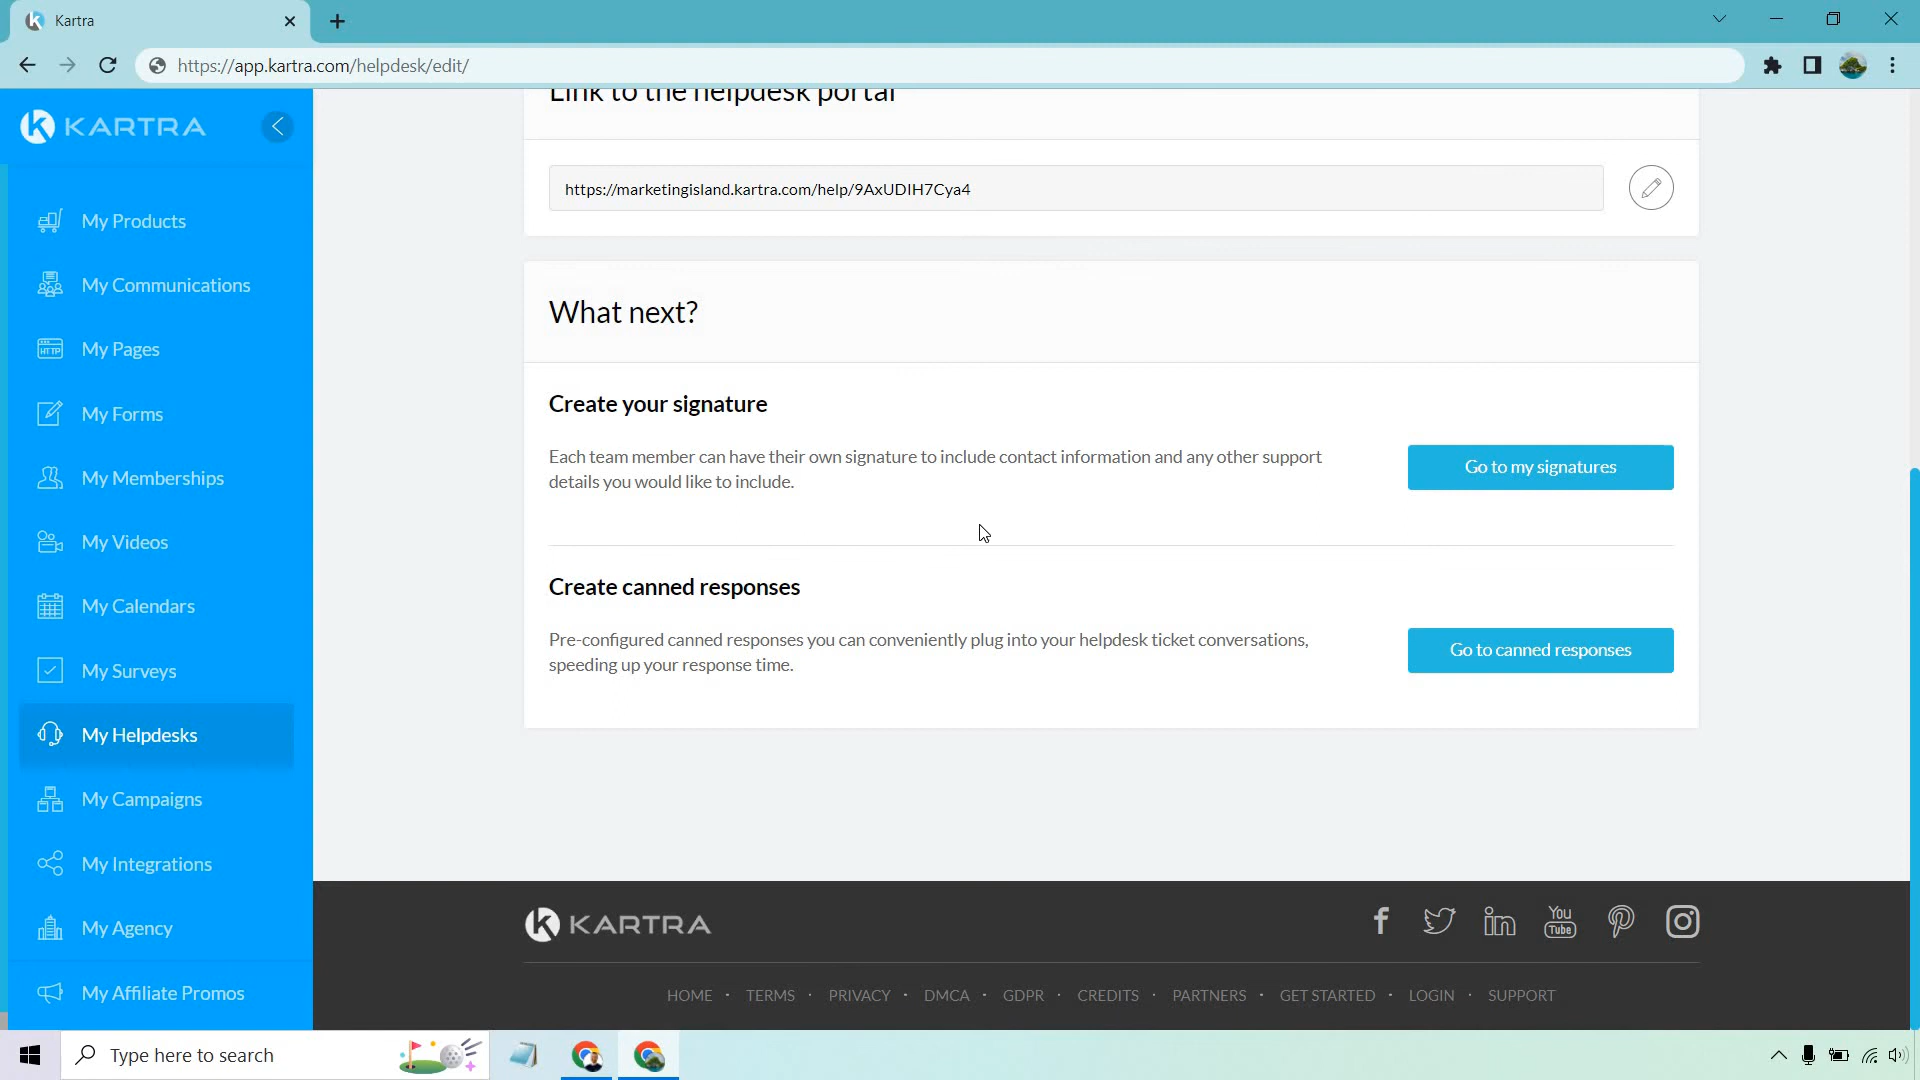 Kartra
https://app.kartra.com/helpdesk/edit/
KARTRA
My Products
My Communications
HTTP
My Pages
My Forms
My Memberships
My Videos
My Calendars
My Surveys
My Helpdesks
My Campaigns
My Integrations
My Agency
My Affiliate Promos
Link to the helpdesk portal
https://marketingisland.kartra.com/help/9AxUDIH7Cya4
What next?
Create your signature
Each team member can have their own signature to include contact information and any other support
details you would like to include.
Go to my signatures
Create canned responses
Pre-configured canned responses you can conveniently plug into your helpdesk ticket conversations,
speeding up your response time.
Go to canned responses
KARTRA
You
Tube
HOME · TERMS · PRIVACY · DMCA · GDPR · CREDITS · PARTNERS · GET STARTED · LOGIN · SUPPORT
Type here to search